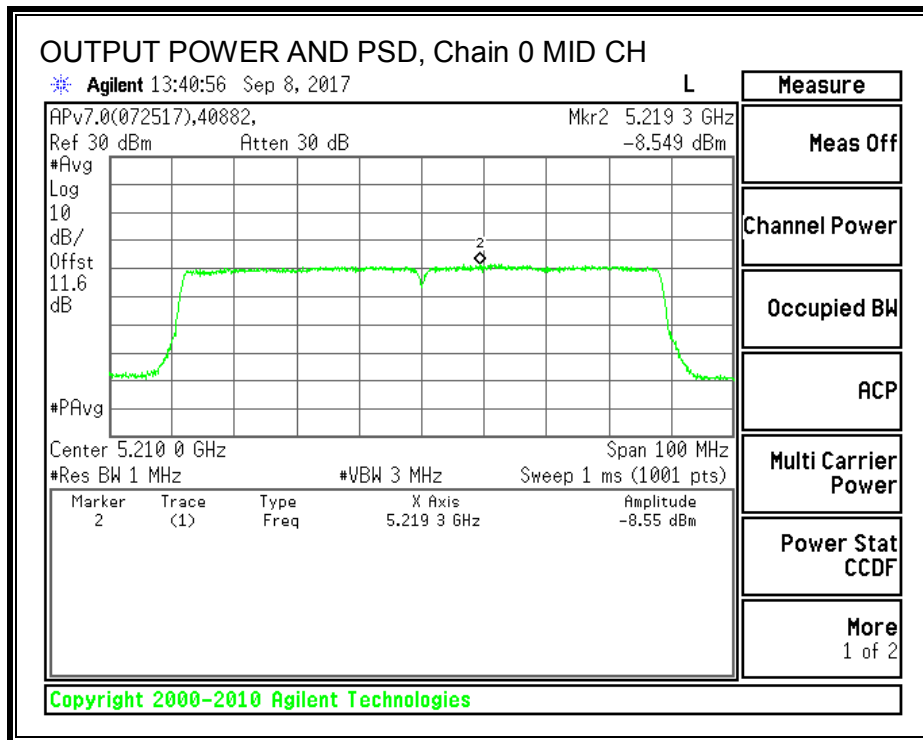 OUTPUT POWER AND PSD, Chain 0 MID CH
Agilent 13:40:56 Sep 8, 2017 L
Measure
APv7.0(072517),40882, Mkr2 5.219 3 GHz
Ref 30 dBm Atten 30 dB -8.549 dBm
#Avg
Log
10
dB/
Offst
11.6
dB
2
#PAvg
Center 5.210 0 GHz Span 100 MHz
#Res BW 1 MHz #VBW 3 MHz Sweep 1 ms (1001 pts)
Marker Trace Type X Axis Amplitude
2 (1) Freq 5.219 3 GHz -8.55 dBm
Meas Off
Channel Power
Occupied BW
ACP
Multi Carrier
Power
Power Stat
CCDF
More
1 of 2
Copyright 2000-2010 Agilent Technologies